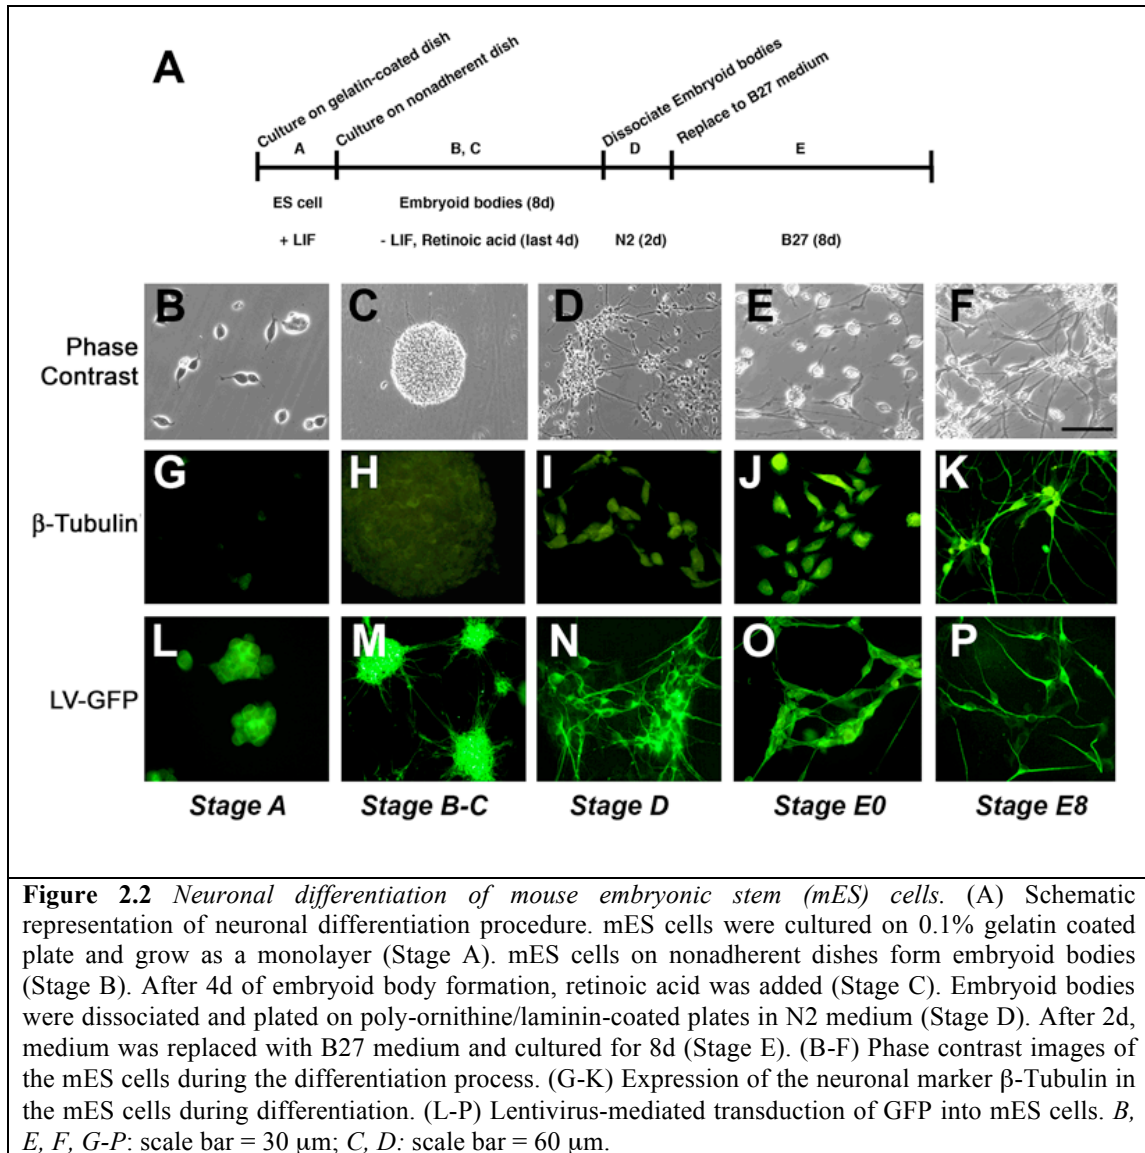 A
Culture on gelatin-coated dish
Culture on nonadherent dish
Dissociate Embryoid bodies
Replace to B27 medium
A B, C D E
ES cell Embryoid bodies (8d)
+ LIF - LIF, Retinoic acid (last 4d) N2 (2d) B27 (8d)
B C D E F
Phase
Contrast
G H I J K
β-Tubulin
L M N O P
LV-GFP
Stage A Stage B-C Stage D Stage E0 Stage E8
Figure 2.2 Neuronal differentiation of mouse embryonic stem (mES) cells. (A) Schematic
representation of neuronal differentiation procedure. mES cells were cultured on 0.1% gelatin coated
plate and grow as a monolayer (Stage A). mES cells on nonadherent dishes form embryoid bodies
(Stage B). After 4d of embryoid body formation, retinoic acid was added (Stage C). Embryoid bodies
were dissociated and plated on poly-ornithine/laminin-coated plates in N2 medium (Stage D). After 2d,
medium was replaced with B27 medium and cultured for 8d (Stage E). (B-F) Phase contrast images of
the mES cells during the differentiation process. (G-K) Expression of the neuronal marker β-Tubulin in
the mES cells during differentiation. (L-P) Lentivirus-mediated transduction of GFP into mES cells. B,
E, F, G-P: scale bar = 30 μm; C, D: scale bar = 60 μm.